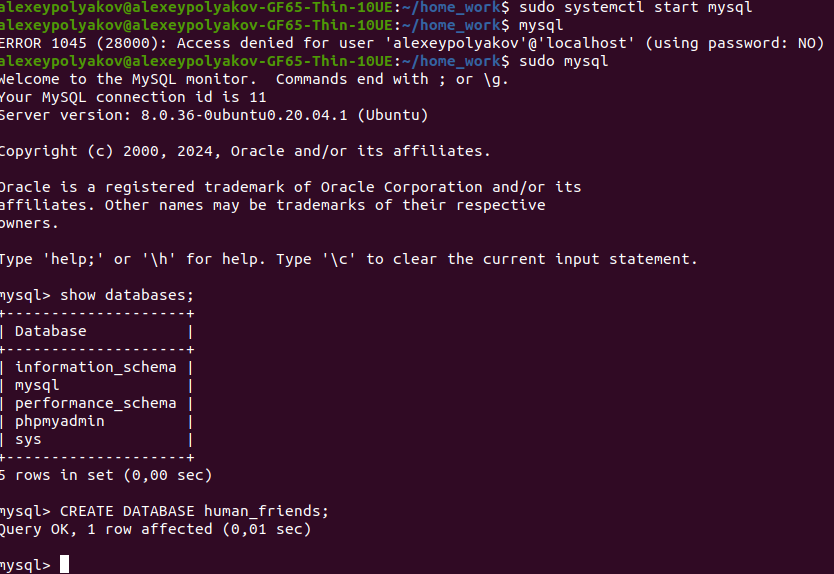 alexeypolyakov@alexeypolyakov-GF65-Thin-10UE:~/home_work$ sudo systemctl start mysql
alexeypolyakov@alexeypolyakov-GF65-Thin-10UE:~/home_work$ mysql
ERROR 1045 (28000): Access denied for user 'alexeypolyakov'@'localhost' (using password: NO)
alexeypolyakov@alexeypolyakov-GF65-Thin-10UE:~/home_work$ sudo mysql
Welcome to the MySQL monitor.  Commands end with ; or \g.
Your MySQL connection id is 11
Server version: 8.0.36-0ubuntu0.20.04.1 (Ubuntu)

Copyright (c) 2000, 2024, Oracle and/or its affiliates.

Oracle is a registered trademark of Oracle Corporation and/or its
affiliates. Other names may be trademarks of their respective
owners.

Type 'help;' or '\h' for help. Type '\c' to clear the current input statement.

mysql> show databases;
+--------------------+
| Database           |
+--------------------+
| information_schema |
| mysql              |
| performance_schema |
| phpmyadmin         |
| sys                |
+--------------------+
5 rows in set (0,00 sec)

mysql> CREATE DATABASE human_friends;
Query OK, 1 row affected (0,01 sec)

mysql>